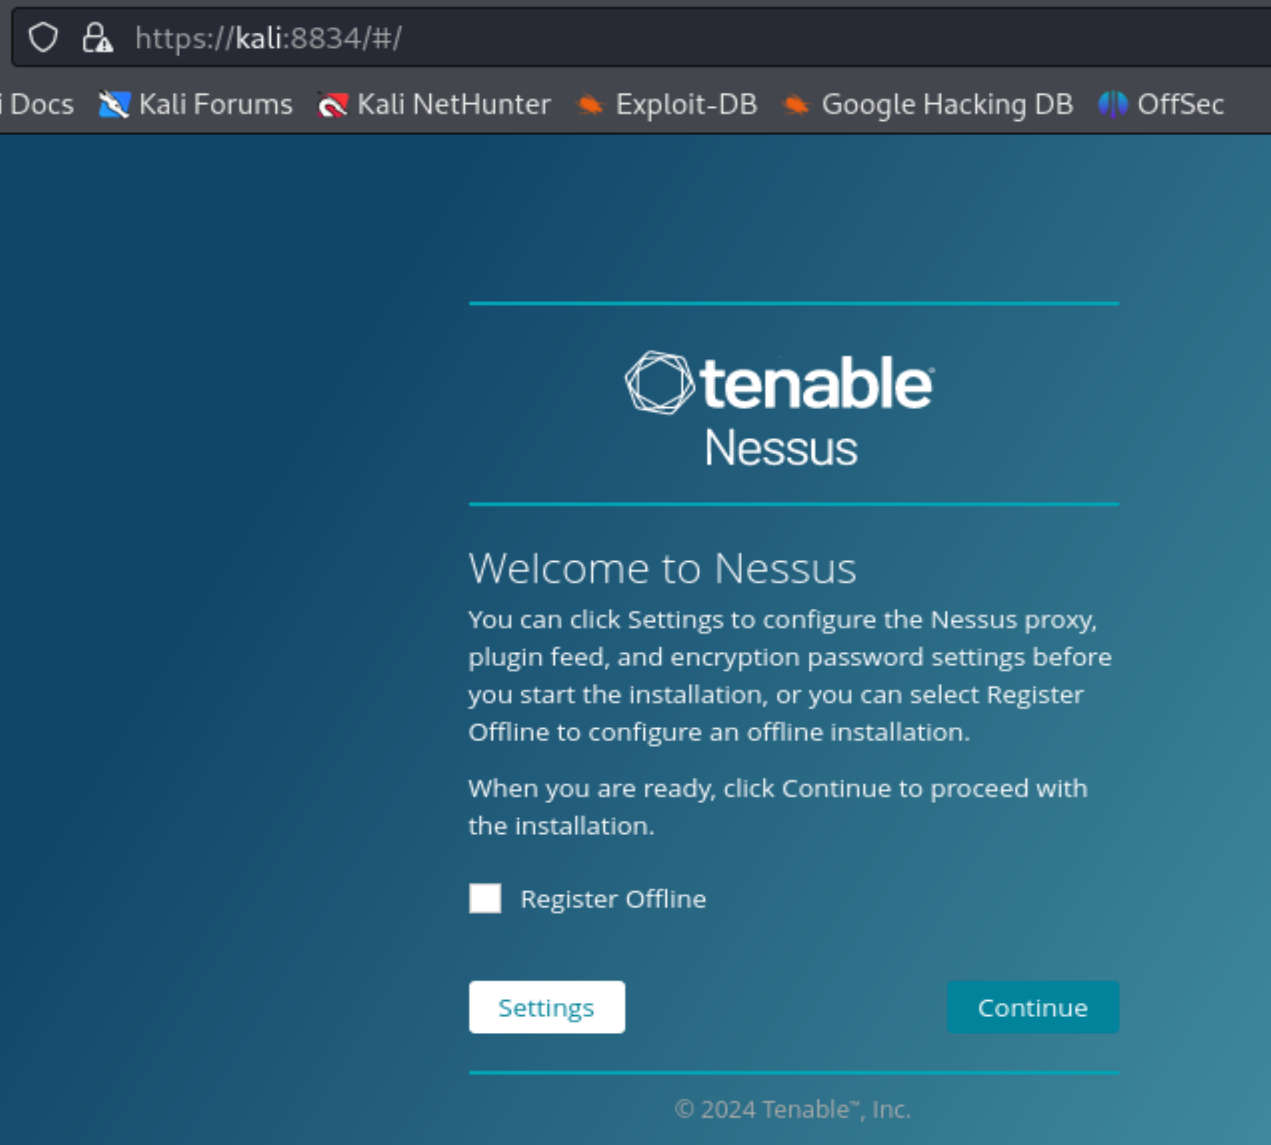 https://kali:8834/#/
i Docs Kali Forums Kali NetHunter Exploit-DB Google Hacking DB OffSec
tenable®
Nessus
Welcome to Nessus
You can click Settings to configure the Nessus proxy,
plugin feed, and encryption password settings before
you start the installation, or you can select Register
Offline to configure an offline installation.
When you are ready, click Continue to proceed with
the installation.
Register Offline
Settings Continue
© 2024 Tenable™, Inc.